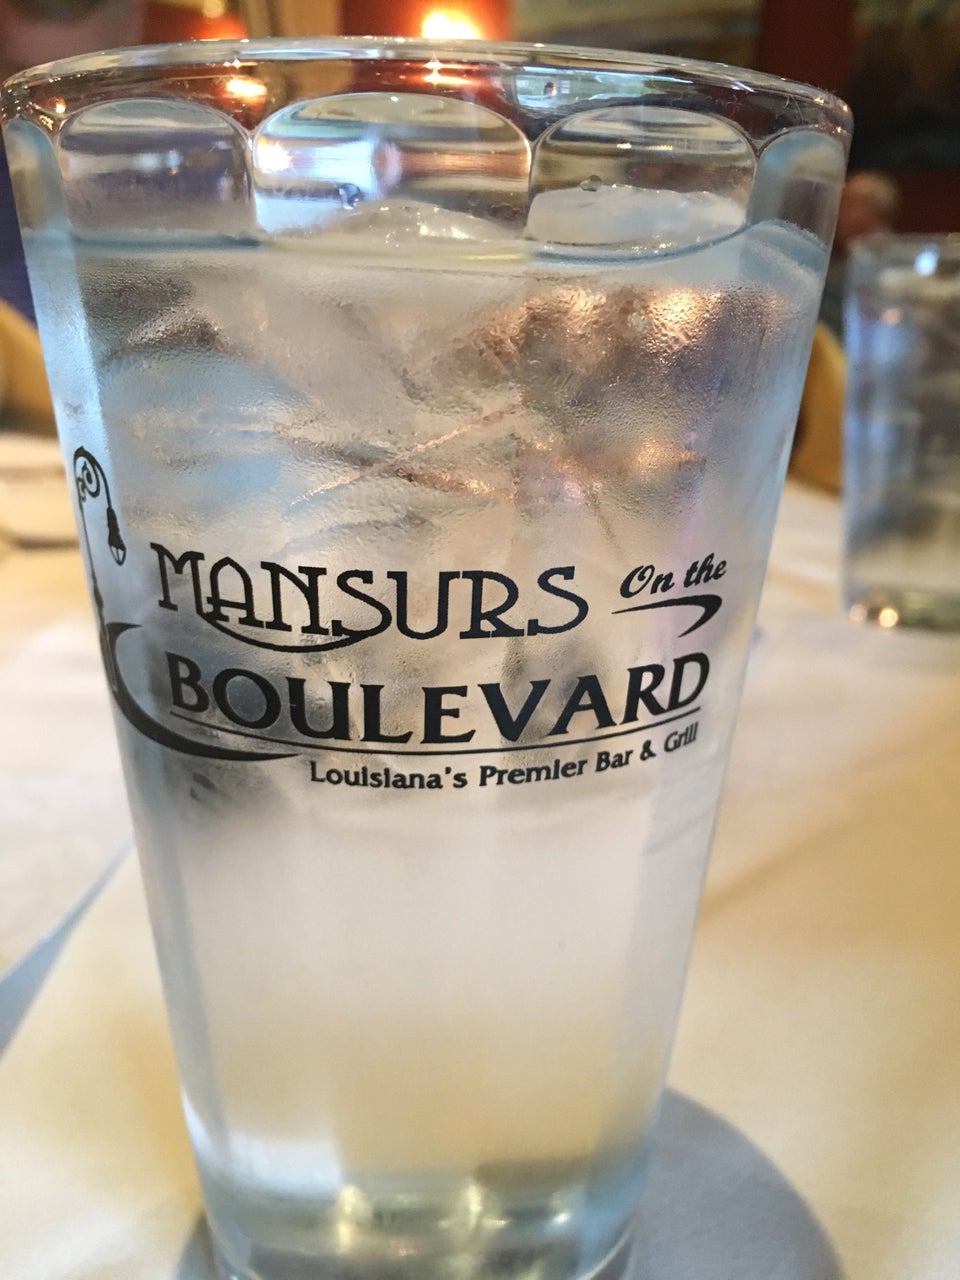 MANSURS On the
BOULEVARD
Louisiana's Premier Bar & Grill